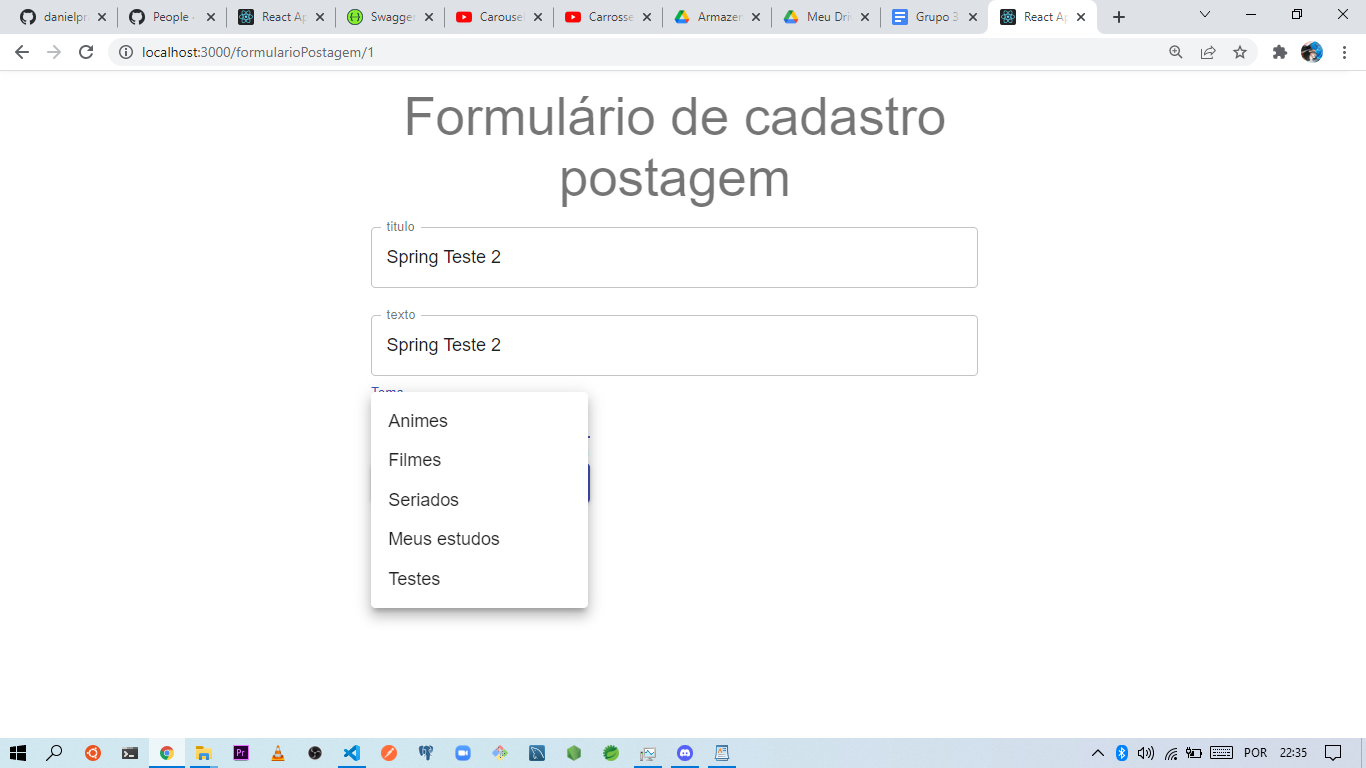 danielpr
People
React Ap
Swagger
Carousel
Carrosse
Armazen
Meu Dri
Grupo 3
React Ap
localhost:3000/formularioPostagem/1
Formulário de cadastro
postagem
titulo
Spring Teste 2
texto
Spring Teste 2
Tema
Animes
Filmes
Seriados
Meus estudos
Testes
Pr
POR
22:35